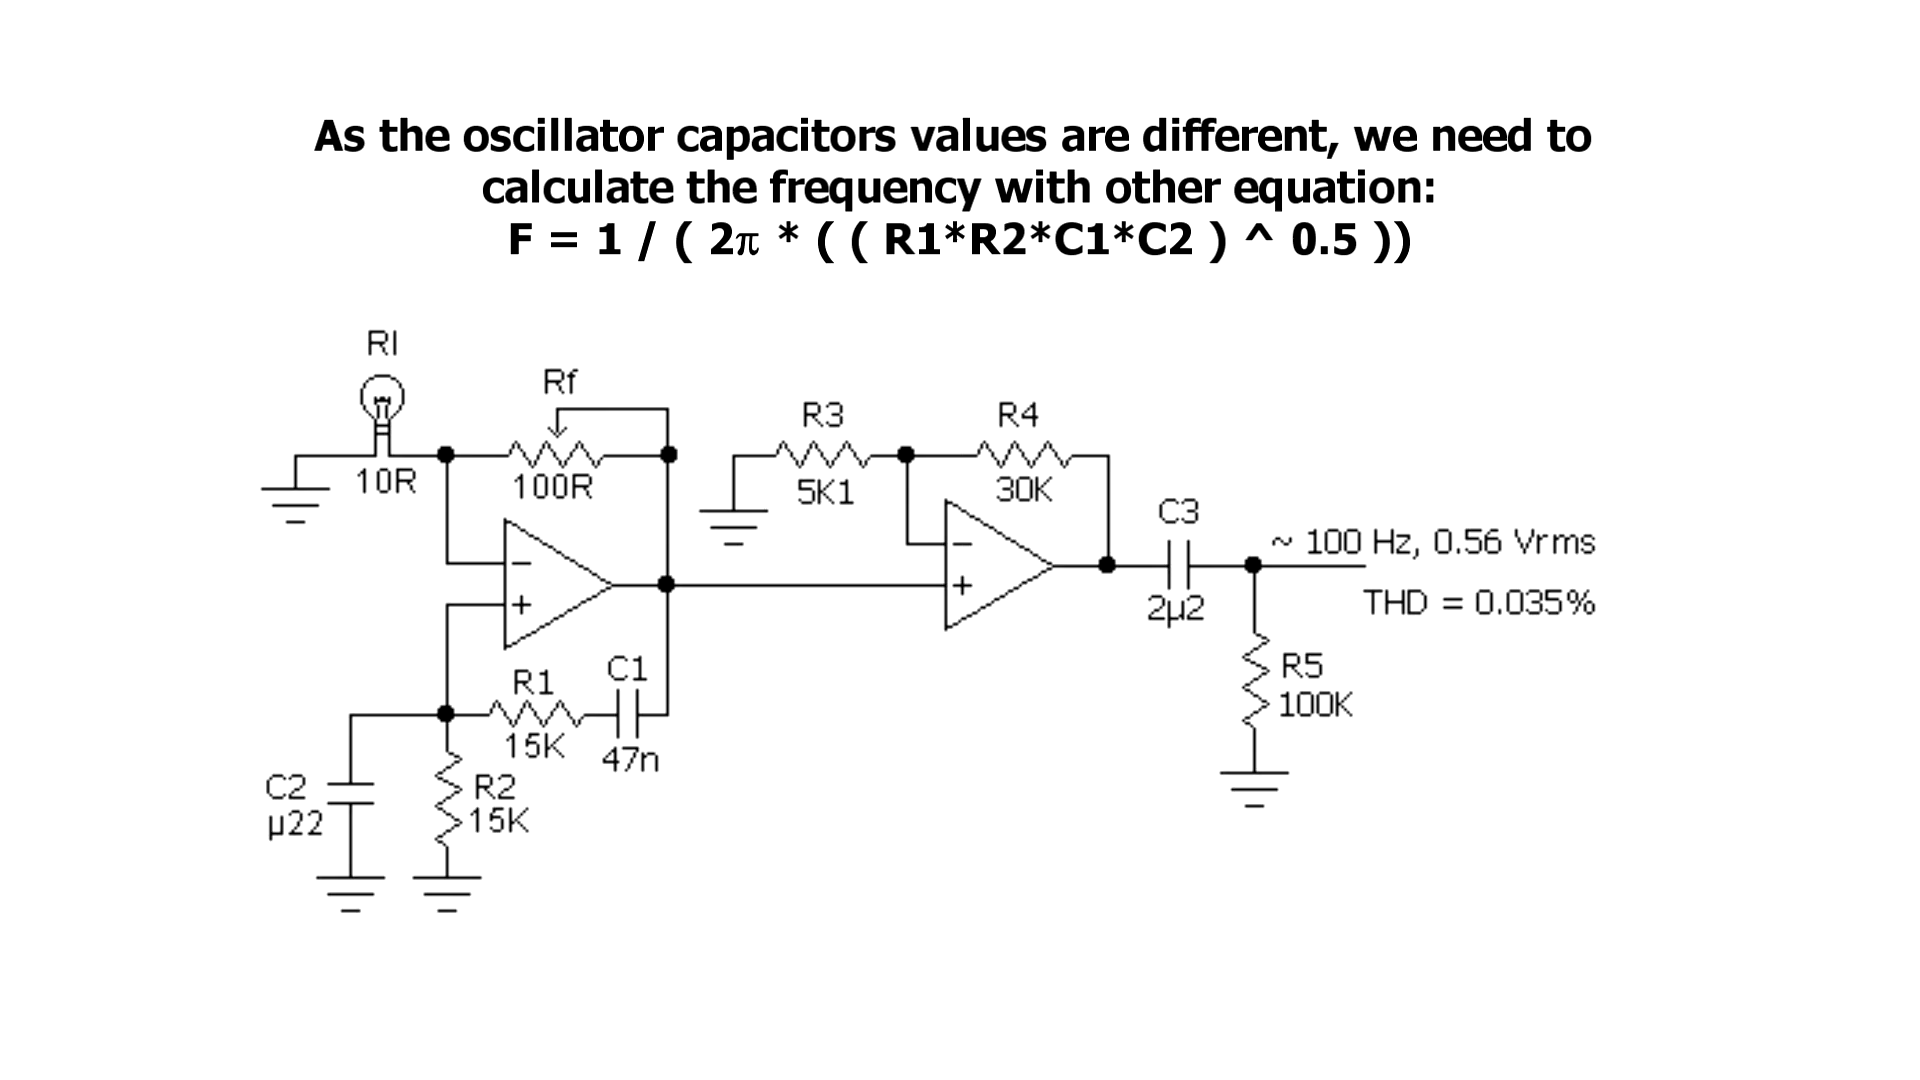 As the oscillator capacitors values are different, we need to
calculate the frequency with other equation:
F = 1 / ( 2π * ( ( R1*R2*C1*C2 ) ^ 0.5 ))
Rl
10R
Rf
100R
R3
5K1
R4
30K
−
+
−
+
C3
2µ2
~ 100 Hz, 0.56 Vrms
THD = 0.035%
R1
15K
C1
47n
R5
100K
C2
µ22
R2
15K